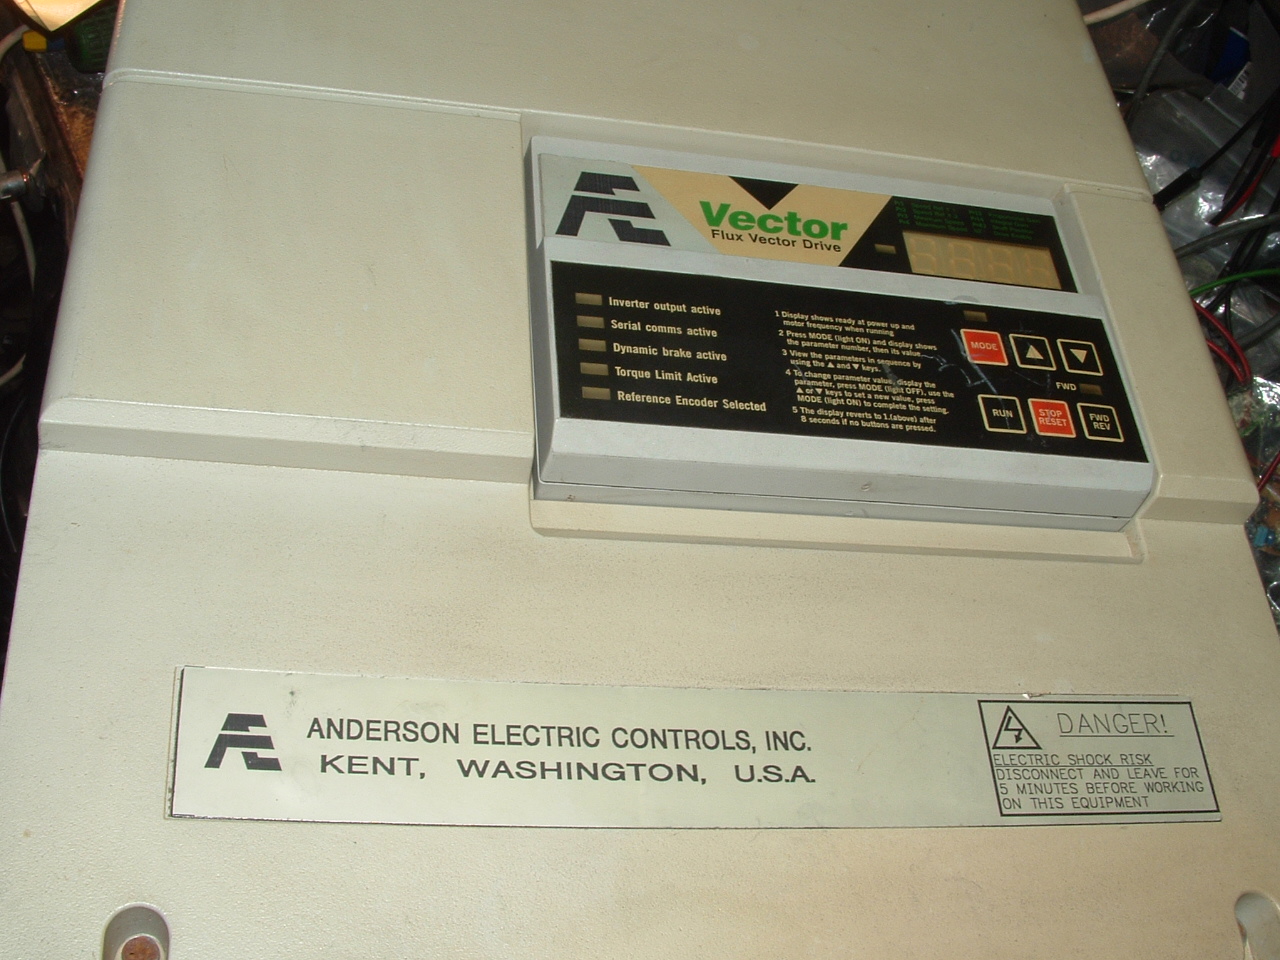 Vector
Flux Vector Drive
Inverter output active
Serial comms active
Dynamic brake active
Torque Limit Active
Reference Encoder Selected
1 Display shows ready at power up and
motor frequency when running
2 Press MODE (light ON) and display shows
the parameter number, then its value.
3 View the parameters in sequence by
using the ▲ and ▼ keys.
4 To change parameter value, display the
parameter, press MODE (light OFF), use the
▲ or ▼ keys to set a new value, press
MODE (light ON) to complete the setting.
5 The display reverts to 1.(above) after
8 seconds if no buttons are pressed.
MODE
FWD
RUN
STOP
RESET
FWD
REV
ANDERSON ELECTRIC CONTROLS, INC.
KENT, WASHINGTON, U.S.A.
DANGER!
ELECTRIC SHOCK RISK
DISCONNECT AND LEAVE FOR
5 MINUTES BEFORE WORKING
ON THIS EQUIPMENT